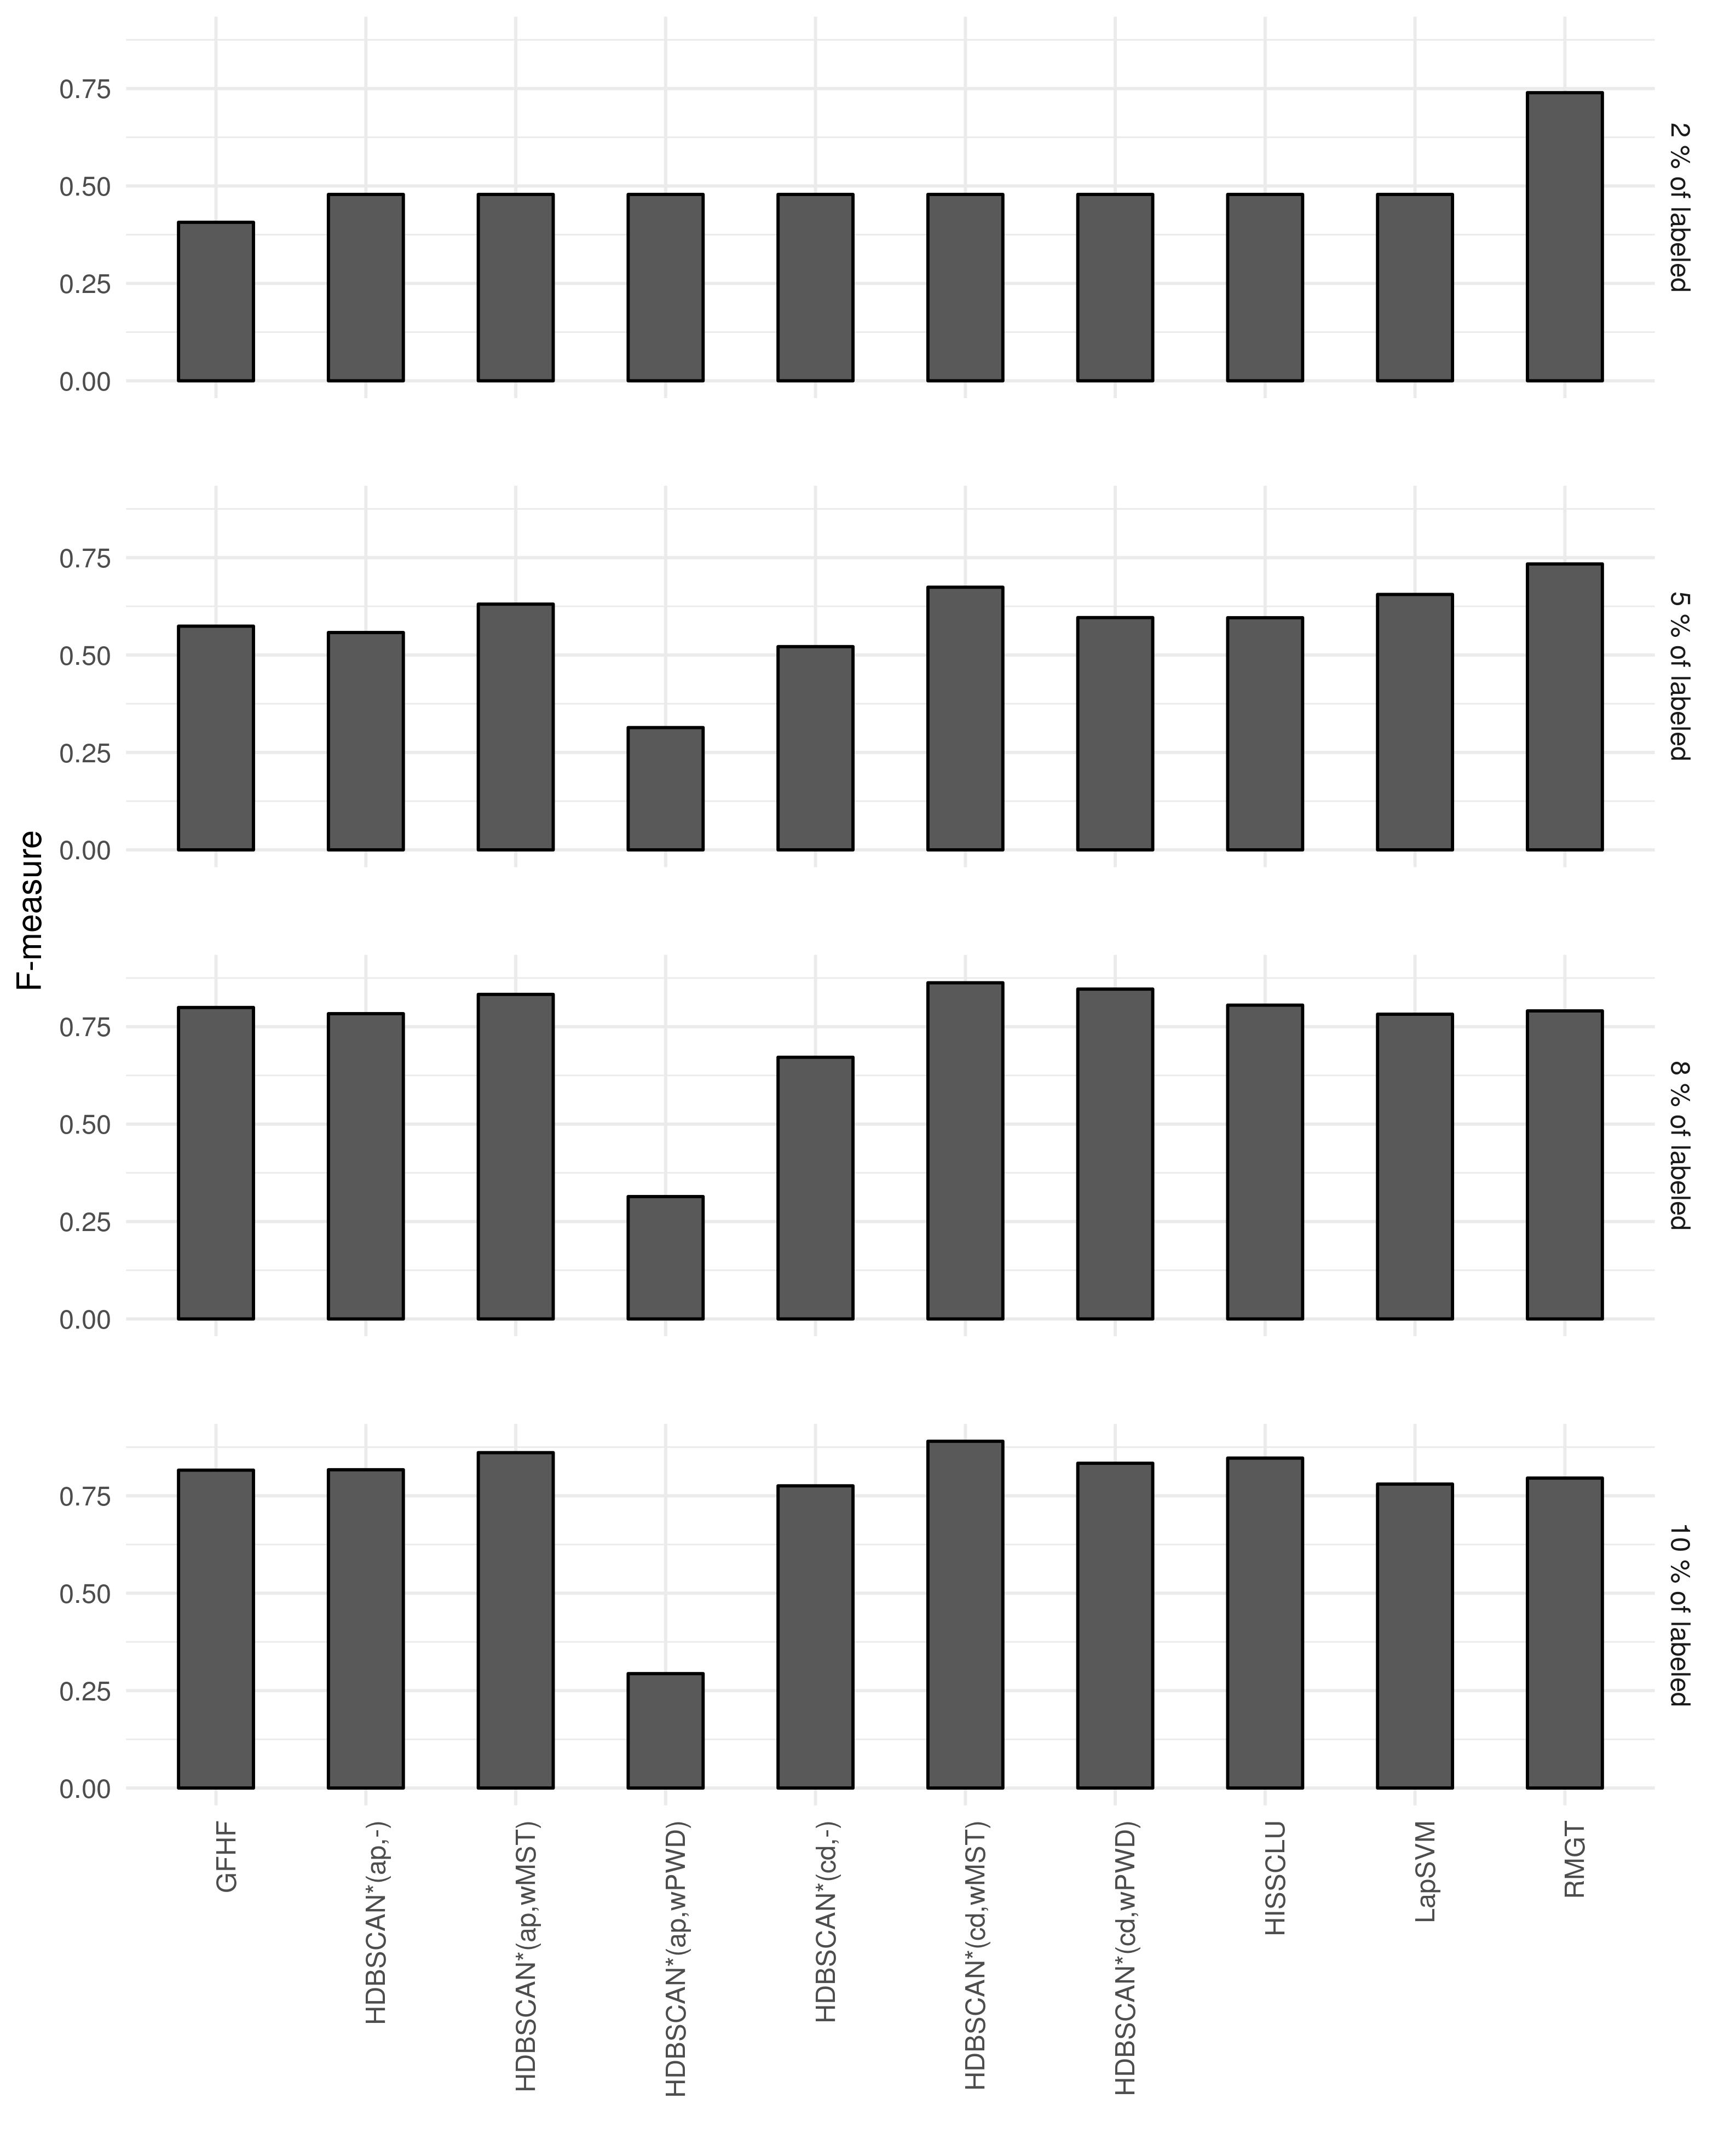 F-measure
0.75
0.50
0.25
0.00
2 % of labeled
0.75
0.50
0.25
0.00
5 % of labeled
0.75
0.50
0.25
0.00
8 % of labeled
0.75
0.50
0.25
0.00
10 % of labeled
GFHF
HDBSCAN*(ap,-)
HDBSCAN*(ap,wMST)
HDBSCAN*(ap,wPWD)
HDBSCAN*(cd,-)
HDBSCAN*(cd,wMST)
HDBSCAN*(cd,wPWD)
HISSCLU
LapSVM
RMGT